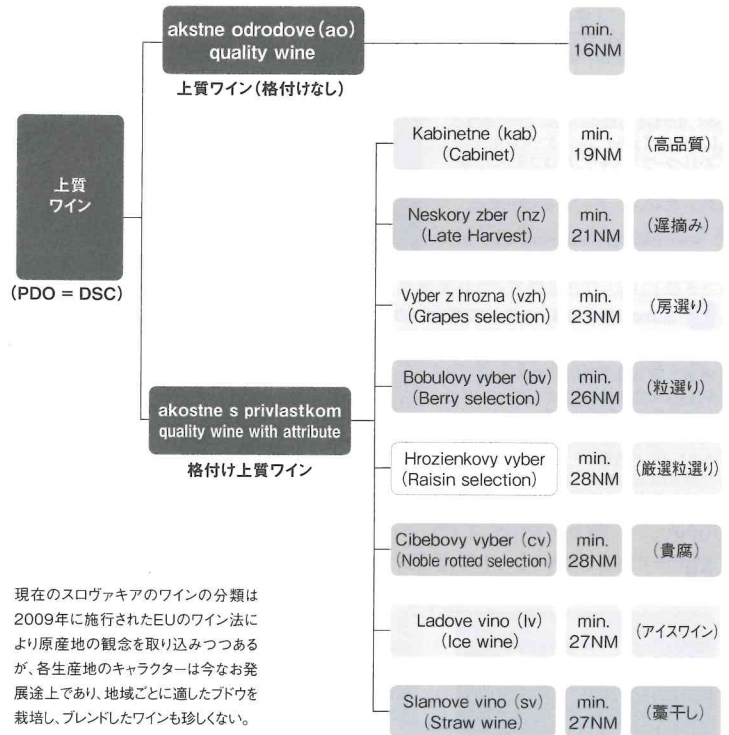 akstne odrodove (ao)
quality wine
min.
16NM
上質ワイン(格付けなし)
上質
ワイン
(PDO = DSC)
akostne s privlastkom
quality wine with attribute
格付け上質ワイン
Kabinetne (kab)
(Cabinet)
min.
19NM
(高品質)
Neskory zber (nz)
(Late Harvest)
min.
21NM
(遅摘み)
Vyber z hrozna (vzh)
(Grapes selection)
min.
23NM
(房選り)
Bobulovy vyber (bv)
(Berry selection)
min.
26NM
(粒選り)
Hrozienkovy vyber
(Raisin selection)
min.
28NM
(厳選粒選り)
Cibebovy vyber (cv)
(Noble rotted selection)
min.
28NM
(貴腐)
Ladove vino (lv)
(Ice wine)
min.
27NM
(アイスワイン)
Slamove vino (sv)
(Straw wine)
min.
27NM
(藁干し)
現在のスロヴァキアのワインの分類は
2009年に施行されたEUのワイン法に
より原産地の観念を取り込みつつある
が、各生産地のキャラクターは今なお発
展途上であり、地域ごとに適したブドウを
栽培し、ブレンドしたワインも珍しくない。